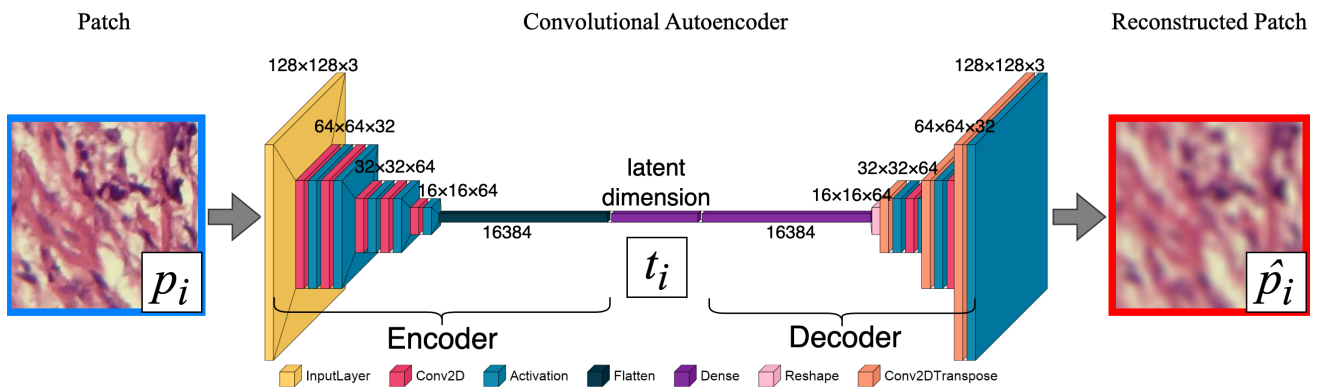 Patch
Convolutional Autoencoder
Reconstructed Patch
128×128×3
64×64×32
32×32×64
16×16×64
16384
latent
dimension
16384
16×16×64
32×32×64
64×64×32
128×128×3
p_i
t_i
p̂_i
Encoder
Decoder
InputLayer
Conv2D
Activation
Flatten
Dense
Reshape
Conv2DTranspose